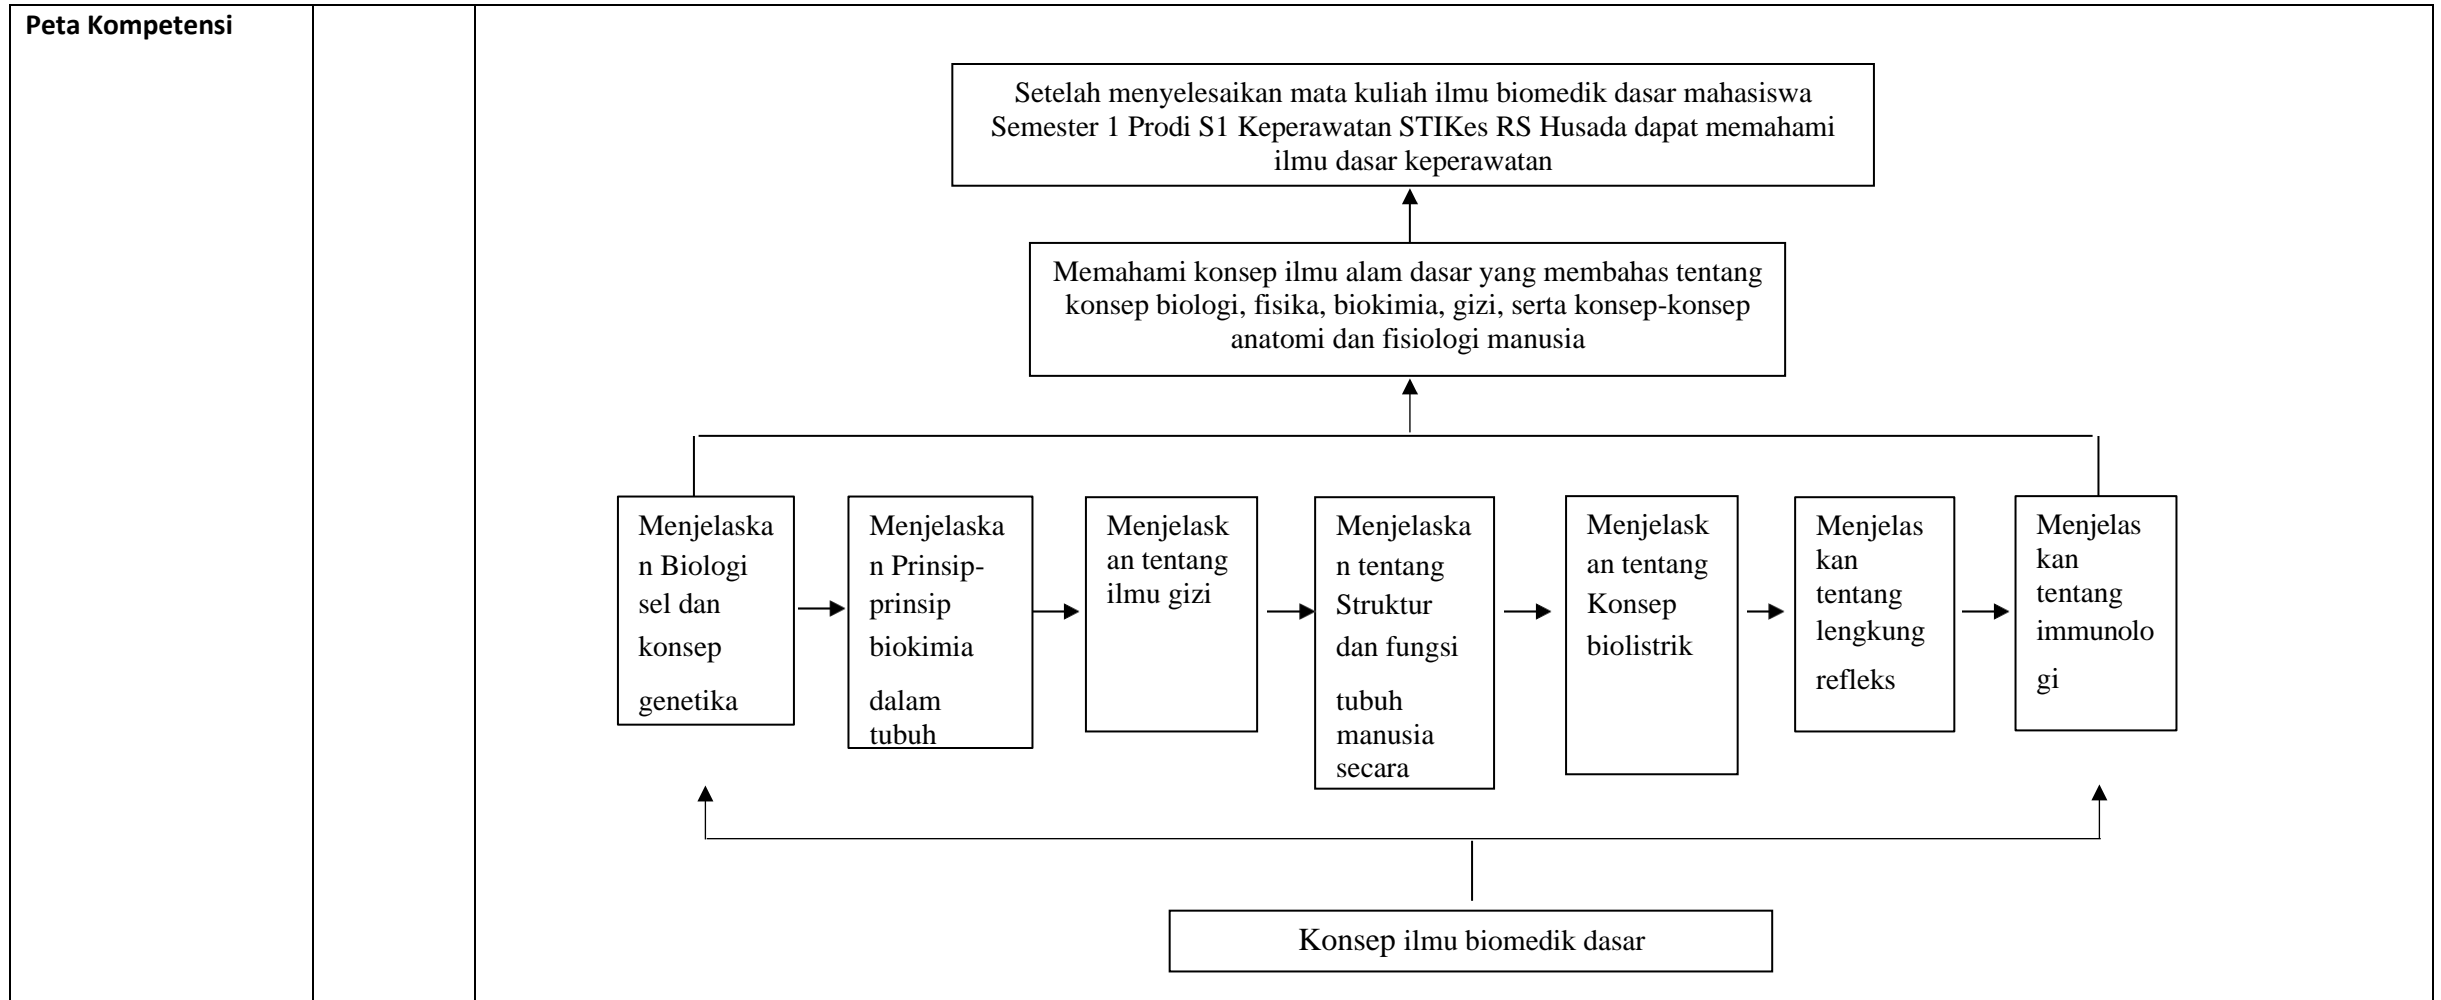 Peta Kompetensi
Setelah menyelesaikan mata kuliah ilmu biomedik dasar mahasiswa
Semester 1 Prodi S1 Keperawatan STIKes RS Husada dapat memahami
ilmu dasar keperawatan
Memahami konsep ilmu alam dasar yang membahas tentang
konsep biologi, fisika, biokimia, gizi, serta konsep-konsep
anatomi dan fisiologi manusia
Menjelaska
n Biologi
sel dan
konsep
genetika
Menjelaska
n Prinsip-
prinsip
biokimia
dalam
tubuh
Menjelask
an tentang
ilmu gizi
Menjelaska
n tentang
Struktur
dan fungsi
tubuh
manusia
secara
Menjelask
an tentang
Konsep
biolistrik
Menjelas
kan
tentang
lengkung
refleks
Menjelas
kan
tentang
immunolo
gi
Konsep ilmu biomedik dasar